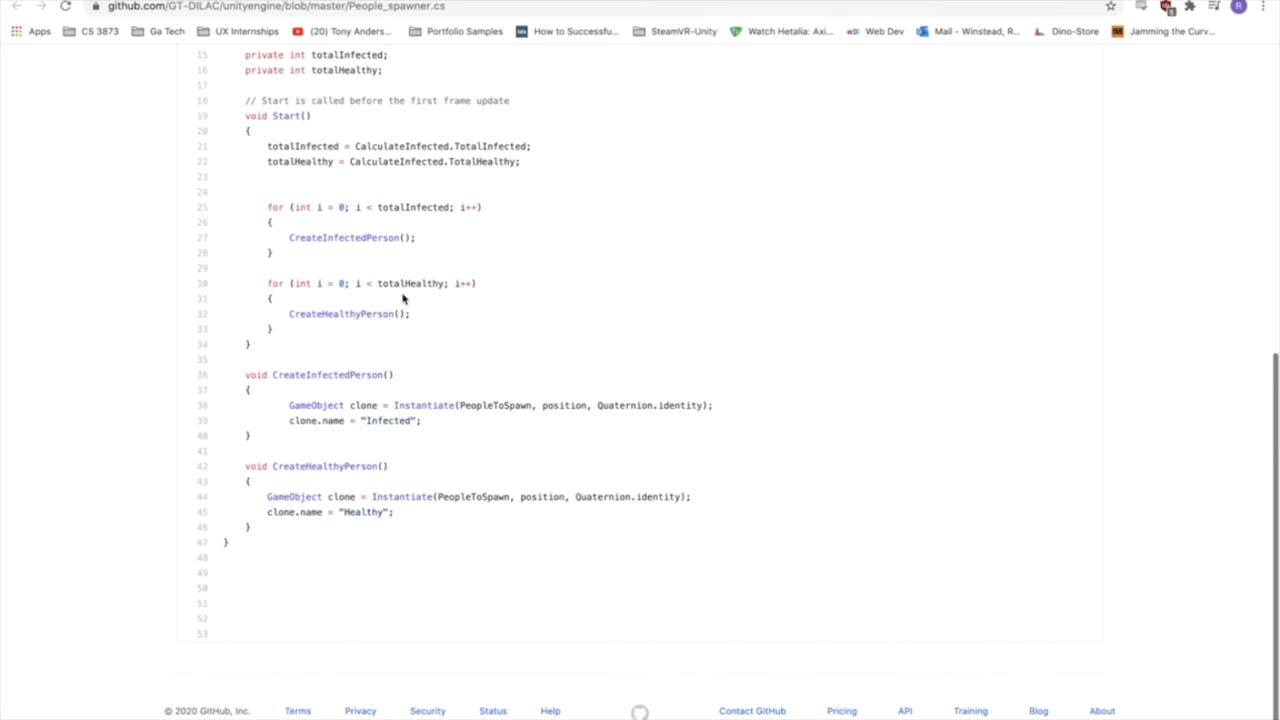 github.com/GT-DILAC/unityengine/blob/master/People_spawner.cs
Apps CS 3873 Ga Tech UX Internships (20) Tony Anders... Portfolio Samples How to Successfu... SteamVR-Unity Watch Hetalia: Axi... Web Dev Mail - Winstead, R... Dino-Store Jamming the Curv...
15 private int totalInfected;
16 private int totalHealthy;
17
18 // Start is called before the first frame update
19 void Start()
20 {
21 totalInfected = CalculateInfected.TotalInfected;
22 totalHealthy = CalculateInfected.TotalHealthy;
23
24
25 for (int i = 0; i < totalInfected; i++)
26 {
27 CreateInfectedPerson();
28 }
29
30 for (int i = 0; i < totalHealthy; i++)
31 {
32 CreateHealthyPerson();
33 }
34 }
35
36 void CreateInfectedPerson()
37 {
38 GameObject clone = Instantiate(PeopleToSpawn, position, Quaternion.identity);
39 clone.name = "Infected";
40 }
41
42 void CreateHealthyPerson()
43 {
44 GameObject clone = Instantiate(PeopleToSpawn, position, Quaternion.identity);
45 clone.name = "Healthy";
46 }
47 }
48
49
50
51
52
53
© 2020 GitHub, Inc. Terms Privacy Security Status Help Contact GitHub Pricing API Training Blog About